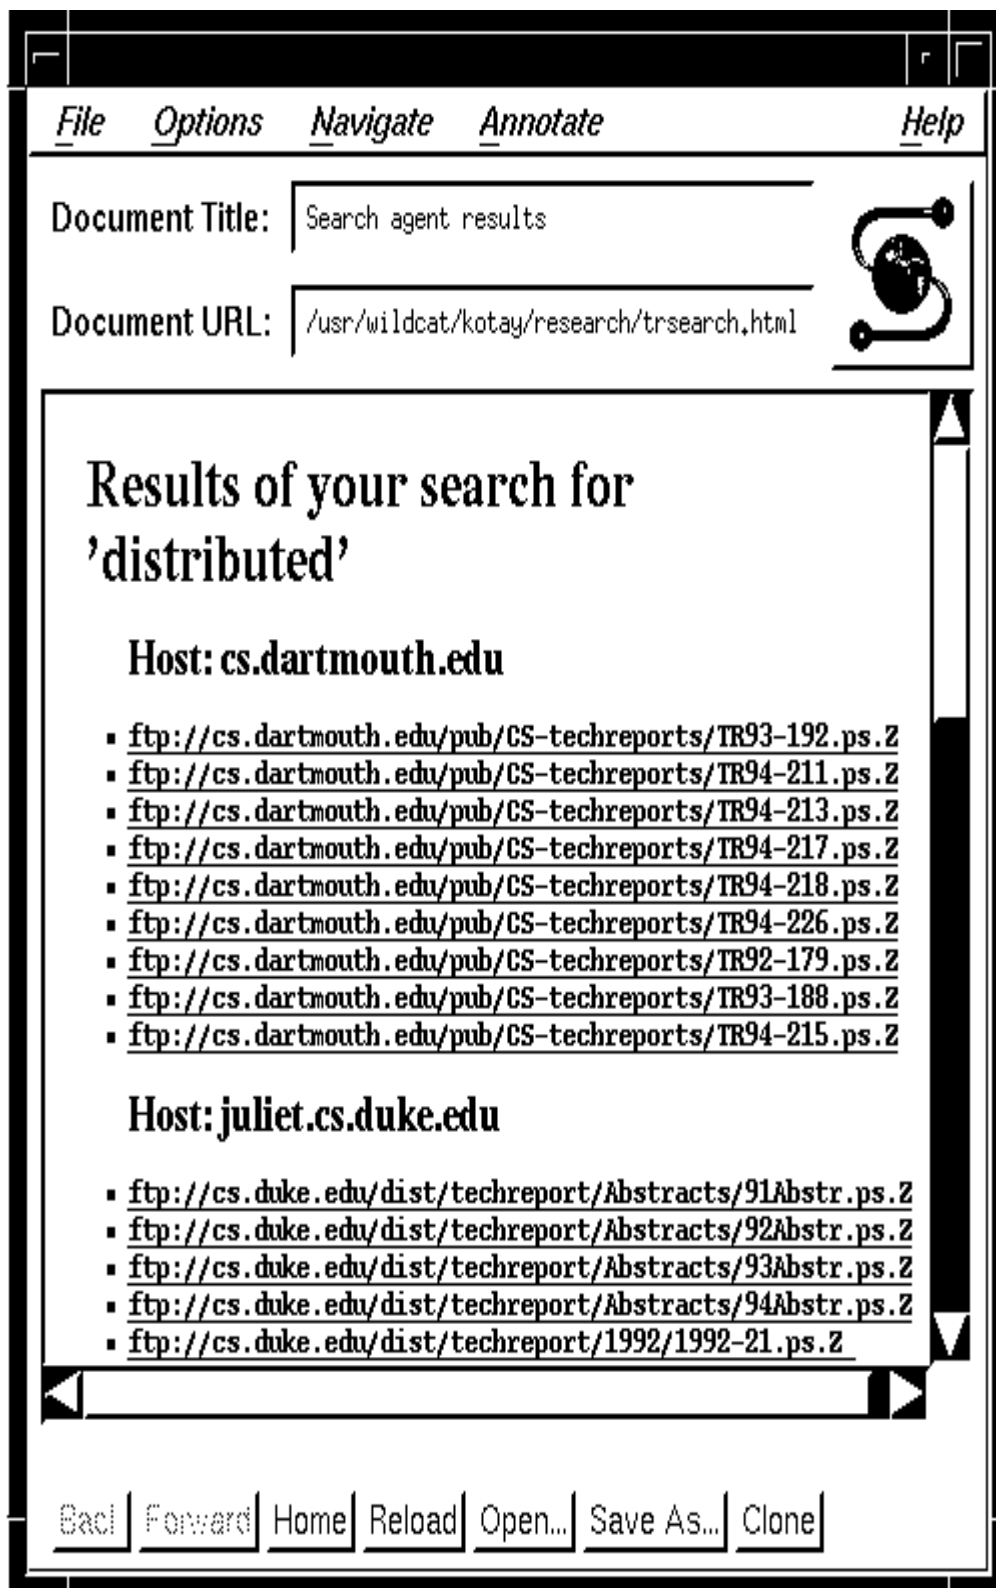 File Options Navigate Annotate Help
Document Title: Search agent results
Document URL: /usr/wildcat/kotay/research/trsearch.html
Results of your search for
’distributed’
Host: cs.dartmouth.edu
ftp://cs.dartmouth.edu/pub/CS-techreports/TR93-192.ps.Z
ftp://cs.dartmouth.edu/pub/CS-techreports/TR94-211.ps.Z
ftp://cs.dartmouth.edu/pub/CS-techreports/TR94-213.ps.Z
ftp://cs.dartmouth.edu/pub/CS-techreports/TR94-217.ps.Z
ftp://cs.dartmouth.edu/pub/CS-techreports/TR94-218.ps.Z
ftp://cs.dartmouth.edu/pub/CS-techreports/TR94-226.ps.Z
ftp://cs.dartmouth.edu/pub/CS-techreports/TR92-179.ps.Z
ftp://cs.dartmouth.edu/pub/CS-techreports/TR93-188.ps.Z
ftp://cs.dartmouth.edu/pub/CS-techreports/TR94-215.ps.Z
Host: juliet.cs.duke.edu
ftp://cs.duke.edu/dist/techreport/Abstracts/91Abstr.ps.Z
ftp://cs.duke.edu/dist/techreport/Abstracts/92Abstr.ps.Z
ftp://cs.duke.edu/dist/techreport/Abstracts/93Abstr.ps.Z
ftp://cs.duke.edu/dist/techreport/Abstracts/94Abstr.ps.Z
ftp://cs.duke.edu/dist/techreport/1992/1992-21.ps.Z
Bacl Forward Home Reload Open... Save As... Clone